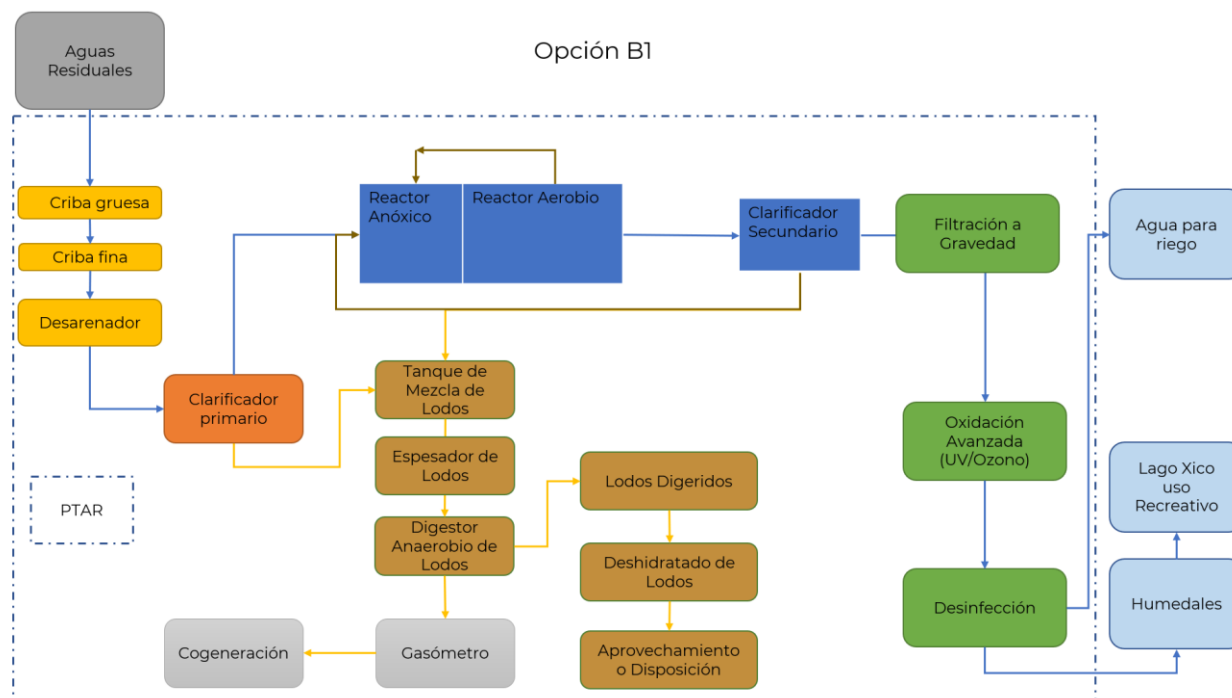 Opción B1
Aguas
Residuales
Criba gruesa
Criba fina
Desarenador
Clarificador
primario
PTAR
Reactor
Anóxico
Reactor Aerobio
Clarificador
Secundario
Filtración a
Gravedad
Agua para
riego
Tanque de
Mezcla de
Lodos
Espesador de
Lodos
Digestor
Anaerobio de
Lodos
Lodos Digeridos
Deshidratado de
Lodos
Aprovechamiento
o Disposición
Cogeneración
Gasómetro
Oxidación
Avanzada
(UV/Ozono)
Desinfección
Lago Xico
uso
Recreativo
Humedales